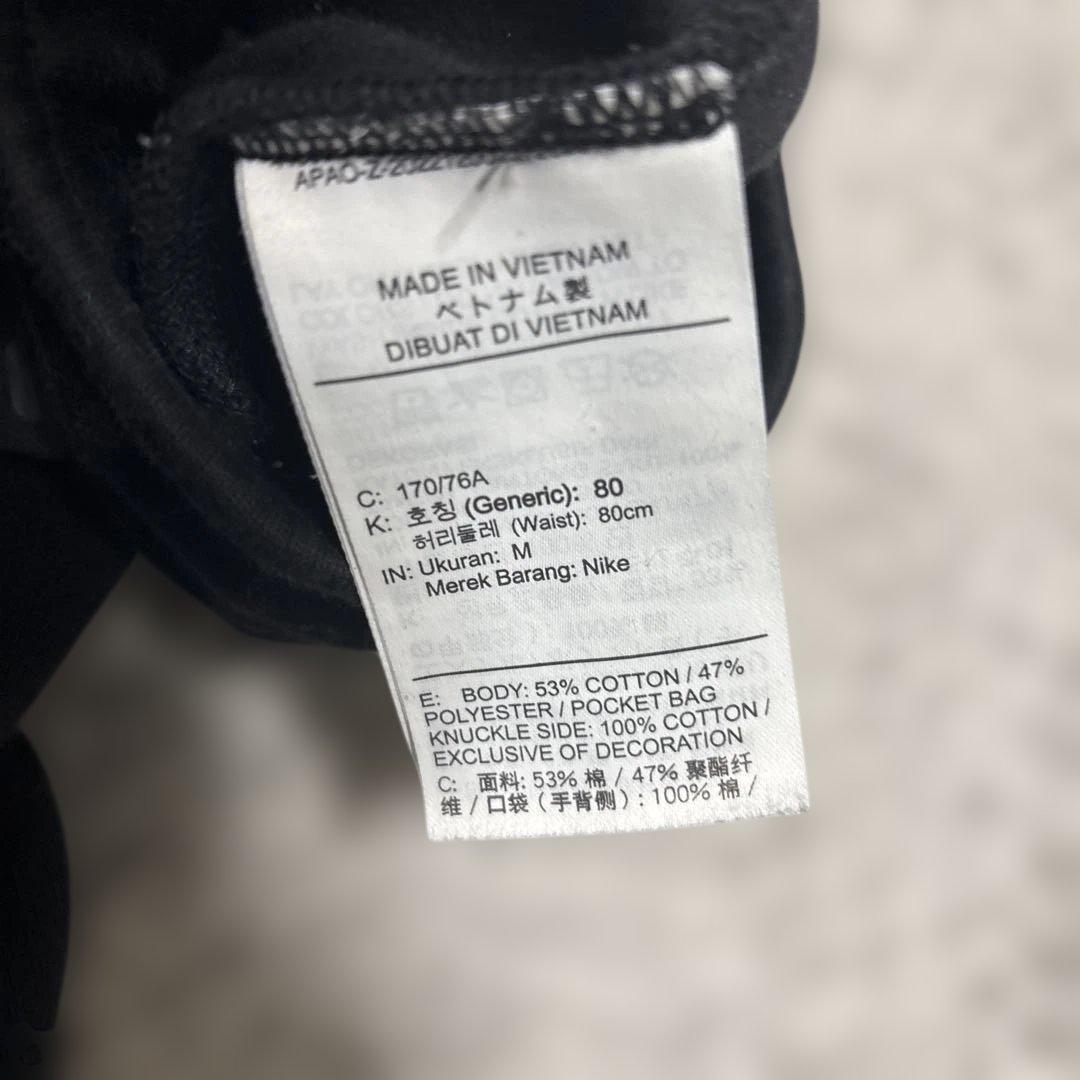 MADE IN VIETNAM
ベトナム製
DIBUAT DI VIETNAM
C: 170/76A
K: 호칭 (Generic): 80
허리둘레 (Waist): 80cm
IN: Ukuran: M
Merek Barang: Nike
E: BODY: 53% COTTON / 47%
POLYESTER / POCKET BAG
KNUCKLE SIDE: 100% COTTON /
EXCLUSIVE OF DECORATION
C: 面料: 53% 棉 / 47% 聚酯纤
维 / 口袋（手背侧）: 100% 棉 /